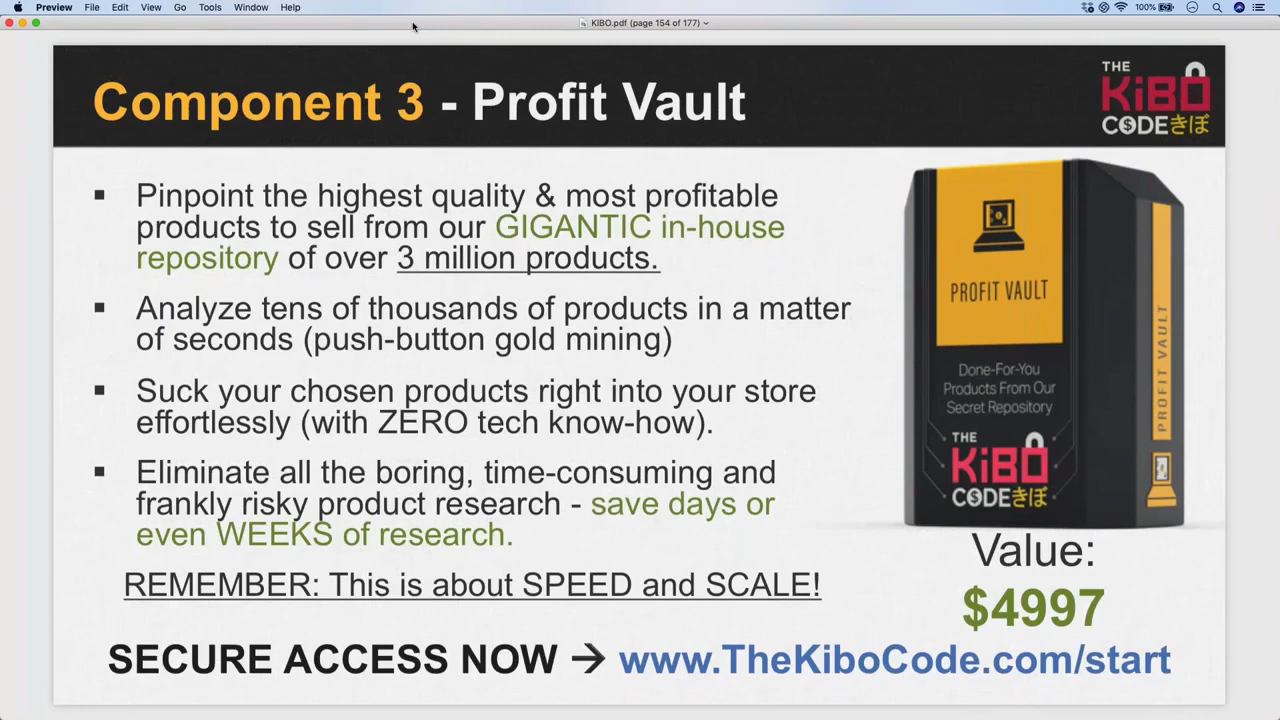 Preview File Edit View Go Tools Window Help 100%
KIBO.pdf (page 154 of 177)
Component 3 - Profit Vault
THE
KiBO
CODEきぼ
▪ Pinpoint the highest quality & most profitable
products to sell from our GIGANTIC in-house
repository of over 3 million products.
▪ Analyze tens of thousands of products in a matter
of seconds (push-button gold mining)
▪ Suck your chosen products right into your store
effortlessly (with ZERO tech know-how).
▪ Eliminate all the boring, time-consuming and
frankly risky product research - save days or
even WEEKS of research.
REMEMBER: This is about SPEED and SCALE!
PROFIT VAULT
Done-For-You
Products From Our
Secret Repository
THE
KiBO
CODEきぼ
PROFIT VAULT
Value:
$4997
SECURE ACCESS NOW → www.TheKiboCode.com/start